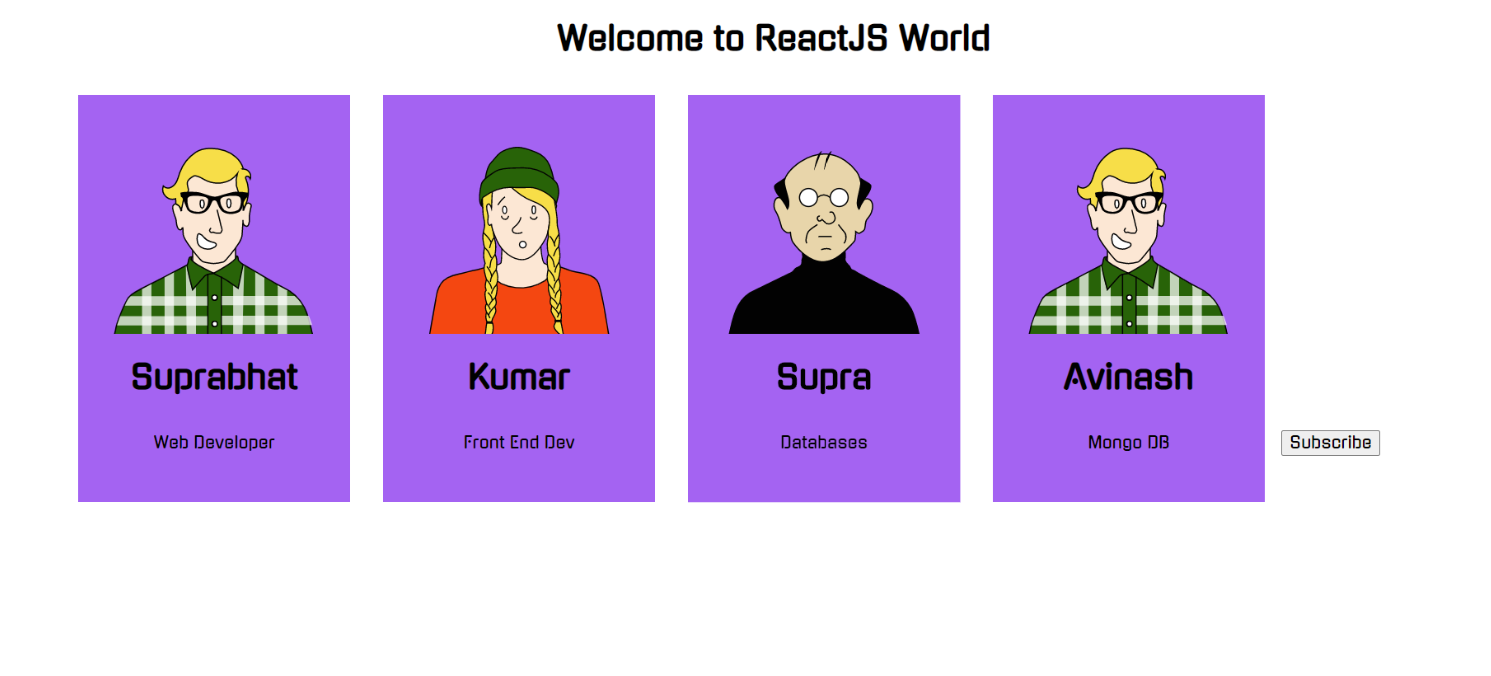 Welcome to ReactJS World
Suprabhat
Web Developer
Kumar
Front End Dev
Supra
Databases
Avinash
Mongo DB
Subscribe